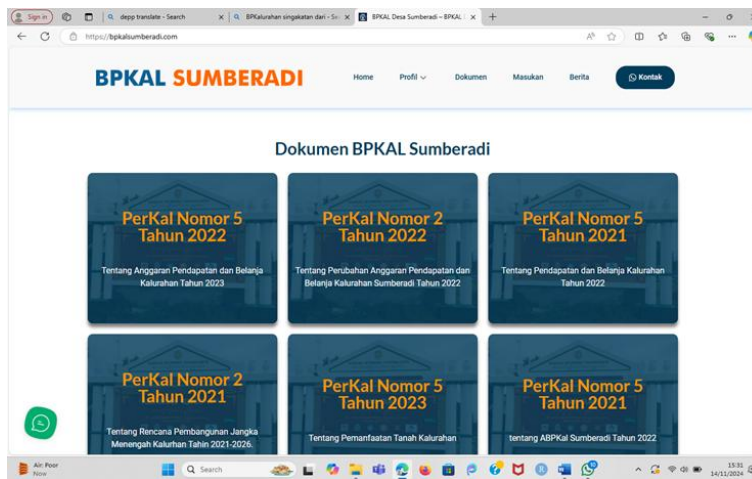 Sign in
depp translate - Search
BPKalurahan singakatan dari - Se
BPKAL Desa Sumberadi – BPKAL
https://bpkalsumberadi.com
BPKAL SUMBERADI
Home
Profil
Dokumen
Masukan
Berita
Kontak
Dokumen BPKAL Sumberadi
PerKal Nomor 5
Tahun 2022
Tentang Anggaran Pendapatan dan Belanja
Kalurahan Tahun 2023
PerKal Nomor 2
Tahun 2022
Tentang Perubahan Anggaran Pendapatan dan
Belanja Kalurahan Sumberadi Tahun 2022
PerKal Nomor 5
Tahun 2021
Tentang Pendapatan dan Belanja Kalurahan
Tahun 2022
PerKal Nomor 2
Tahun 2021
Tentang Rencana Pembangunan Jangka
Menengah Kalurhan Tahin 2021-2026.
PerKal Nomor 5
Tahun 2023
Tentang Pemanfaatan Tanah Kalurahan
PerKal Nomor 5
Tahun 2021
tentang ABPKal Sumberadi Tahun 2022
Air: Poor
Now
Search
15:31
14/11/2024